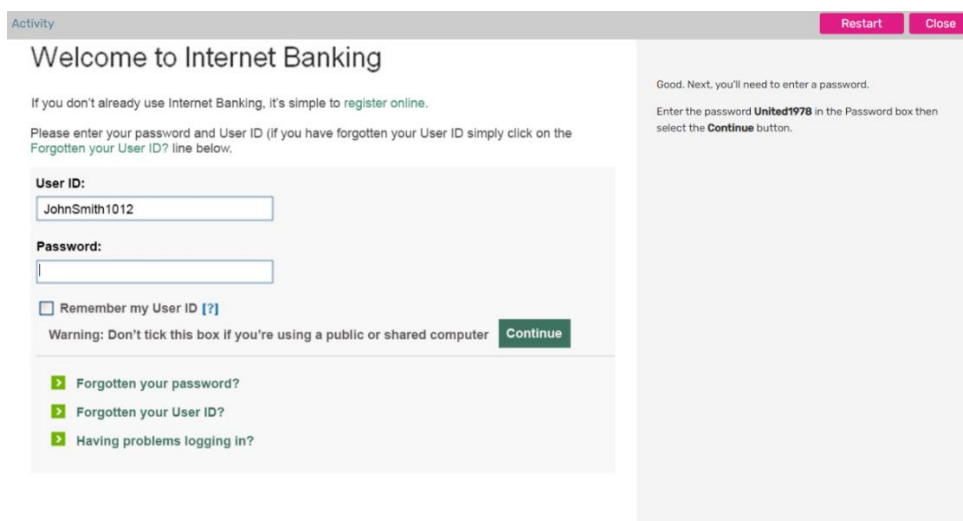 Activity
Restart
Close
Welcome to Internet Banking
If you don't already use Internet Banking, it's simple to register online.
Please enter your password and User ID (if you have forgotten your User ID simply click on the
Forgotten your User ID? line below.
User ID:
JohnSmith1012
Password:
Remember my User ID [?]
Warning: Don't tick this box if you're using a public or shared computer
Continue
Forgotten your password?
Forgotten your User ID?
Having problems logging in?
Good. Next, you'll need to enter a password.
Enter the password United1978 in the Password box then
select the Continue button.